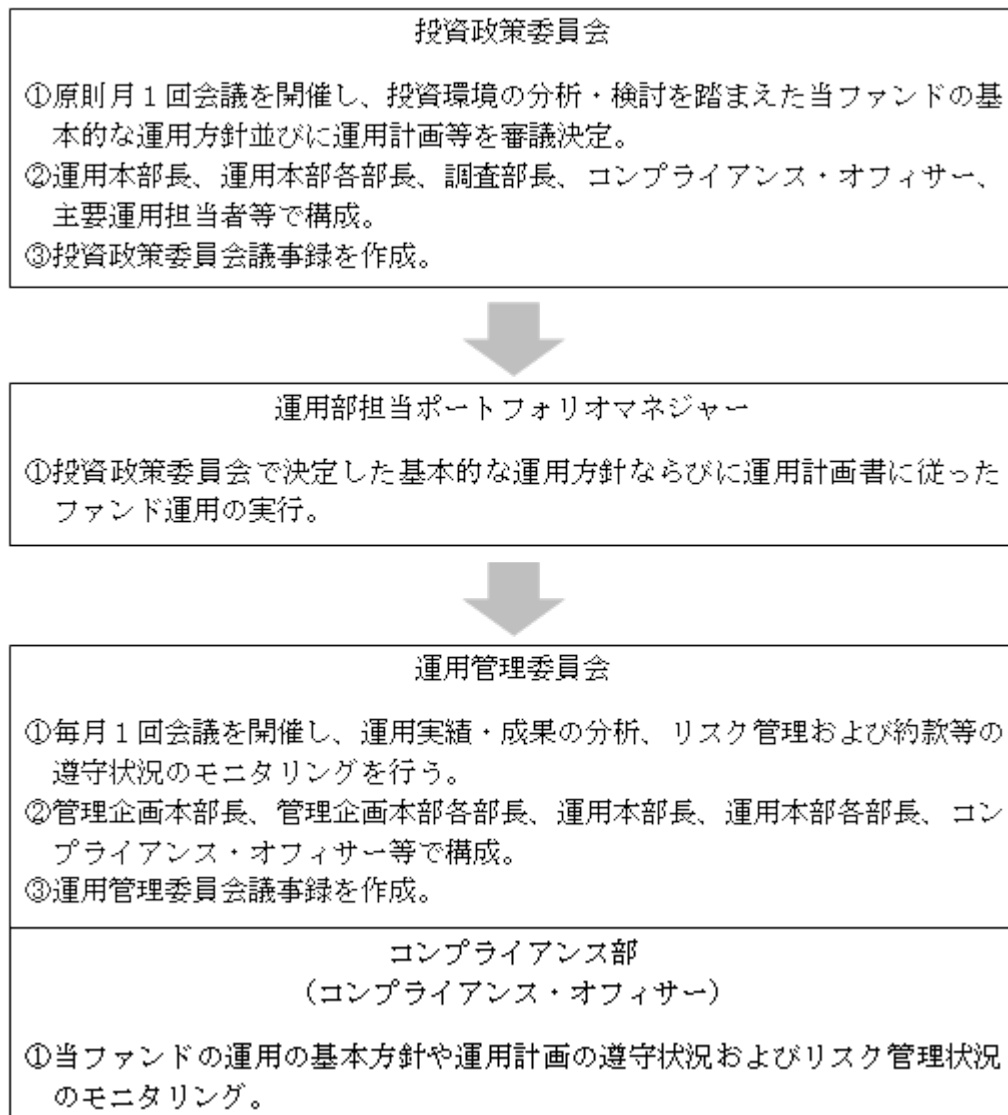 投資政策委員会
①原則月１回会議を開催し、投資環境の分析・検討を踏まえた当ファンドの基
本的な運用方針並びに運用計画等を審議決定。
②運用本部長、運用本部各部長、調査部長、コンプライアンス・オフィサー、
主要運用担当者等で構成。
③投資政策委員会議事録を作成。
運用部担当ポートフォリオマネジャー
①投資政策委員会で決定した基本的な運用方針ならびに運用計画書に従った
ファンド運用の実行。
運用管理委員会
①毎月１回会議を開催し、運用実績・成果の分析、リスク管理および約款等の
遵守状況のモニタリングを行う。
②管理企画本部長、管理企画本部各部長、運用本部長、運用本部各部長、コン
プライアンス・オフィサー等で構成。
③運用管理委員会議事録を作成。
コンプライアンス部
（コンプライアンス・オフィサー）
①当ファンドの運用の基本方針や運用計画の遵守状況およびリスク管理状況
のモニタリング。